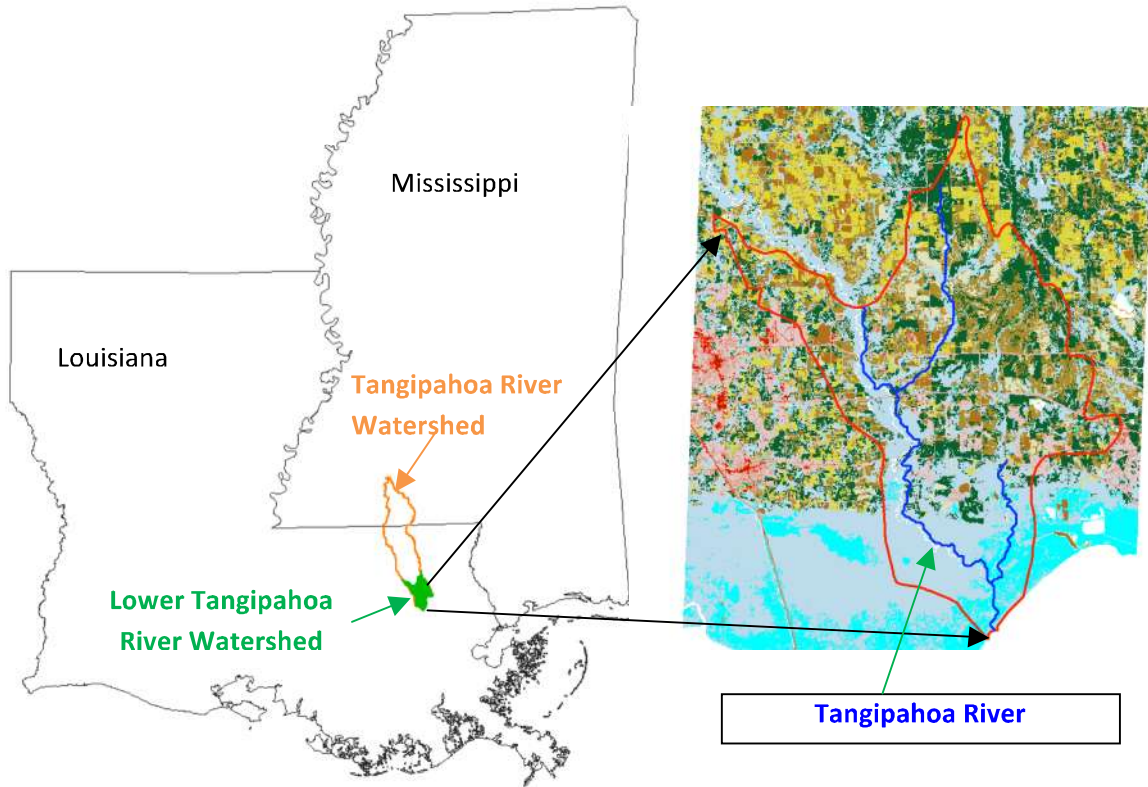 Mississippi
Louisiana
Tangipahoa River
Watershed
Lower Tangipahoa
River Watershed
Tangipahoa River